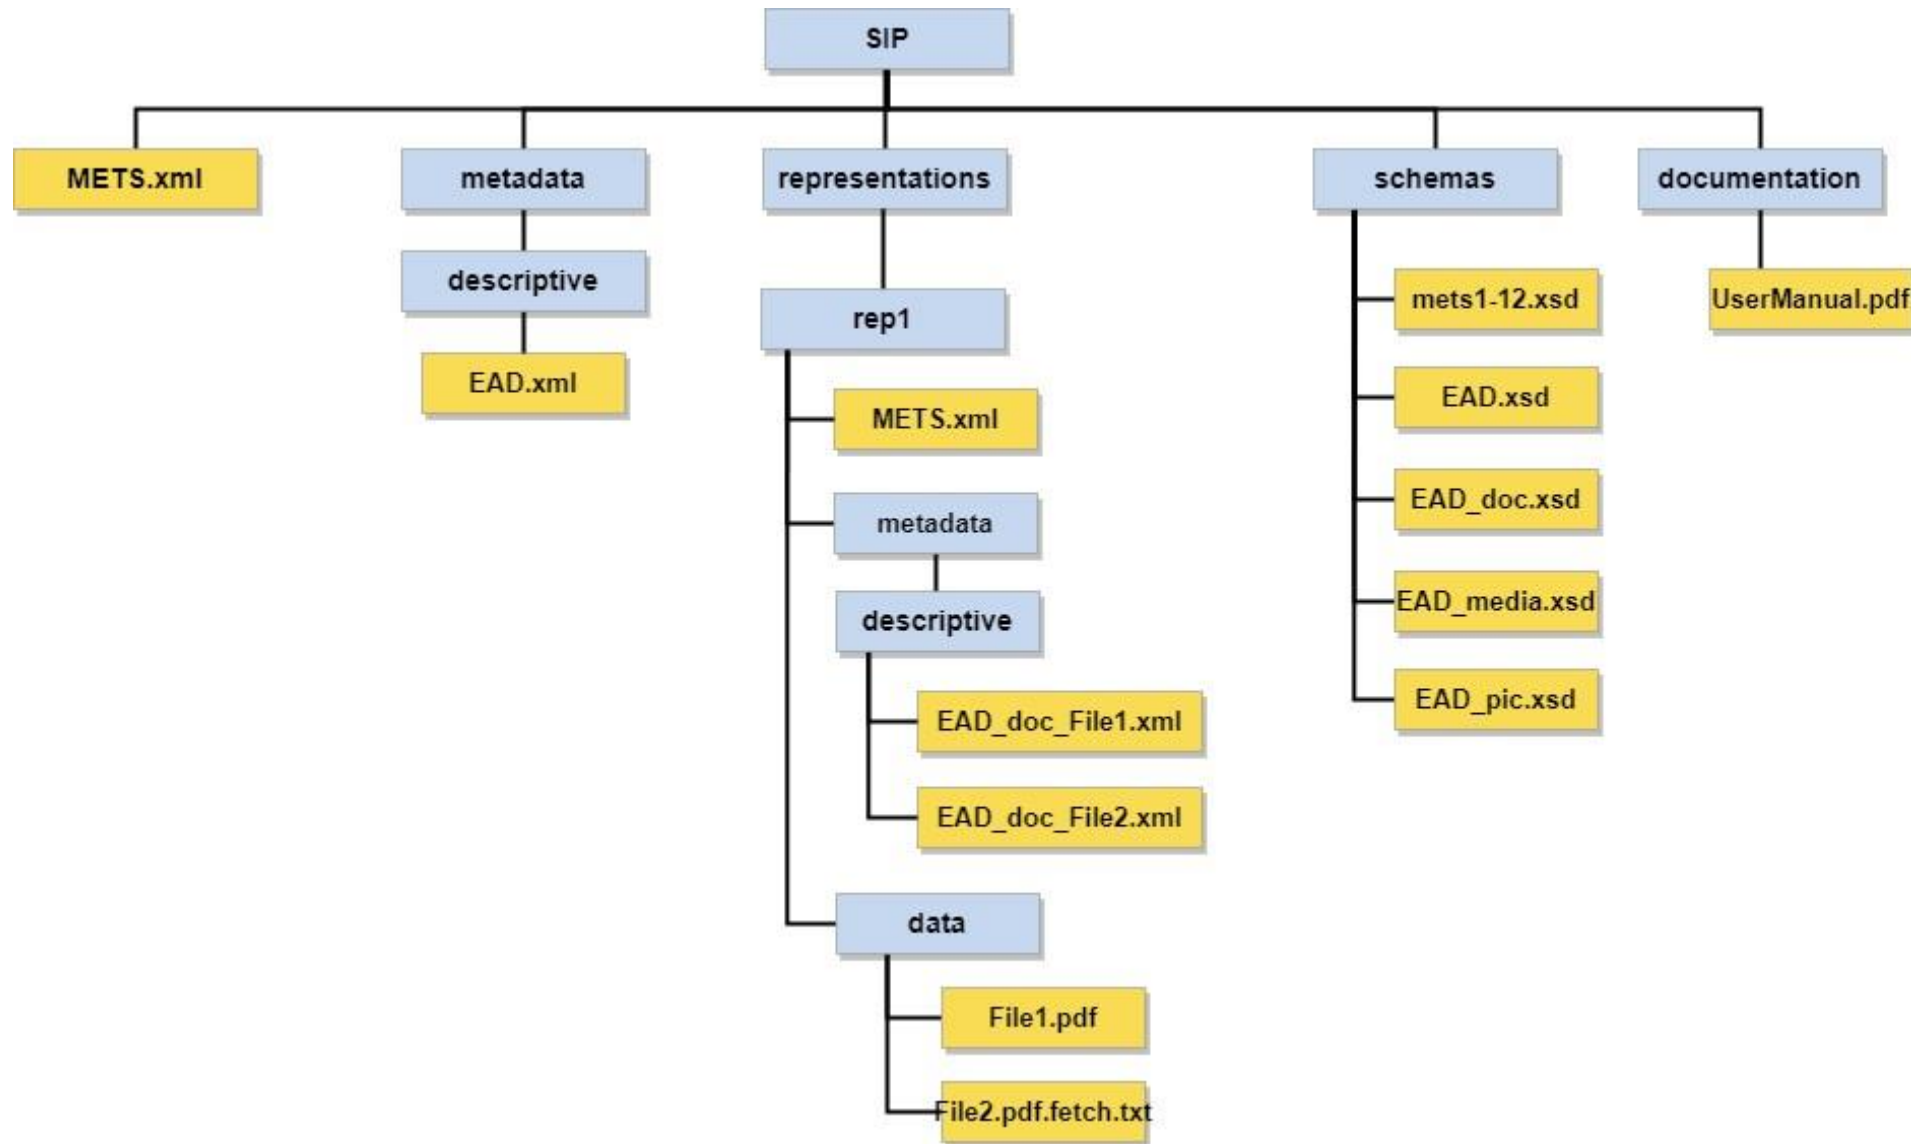 SIP
METS.xml
metadata
representations
schemas
documentation
descriptive
EAD.xml
rep1
METS.xml
metadata
descriptive
EAD_doc_File1.xml
EAD_doc_File2.xml
data
File1.pdf
File2.pdf.fetch.txt
mets1-12.xsd
EAD.xsd
EAD_doc.xsd
EAD_media.xsd
EAD_pic.xsd
UserManual.pdf